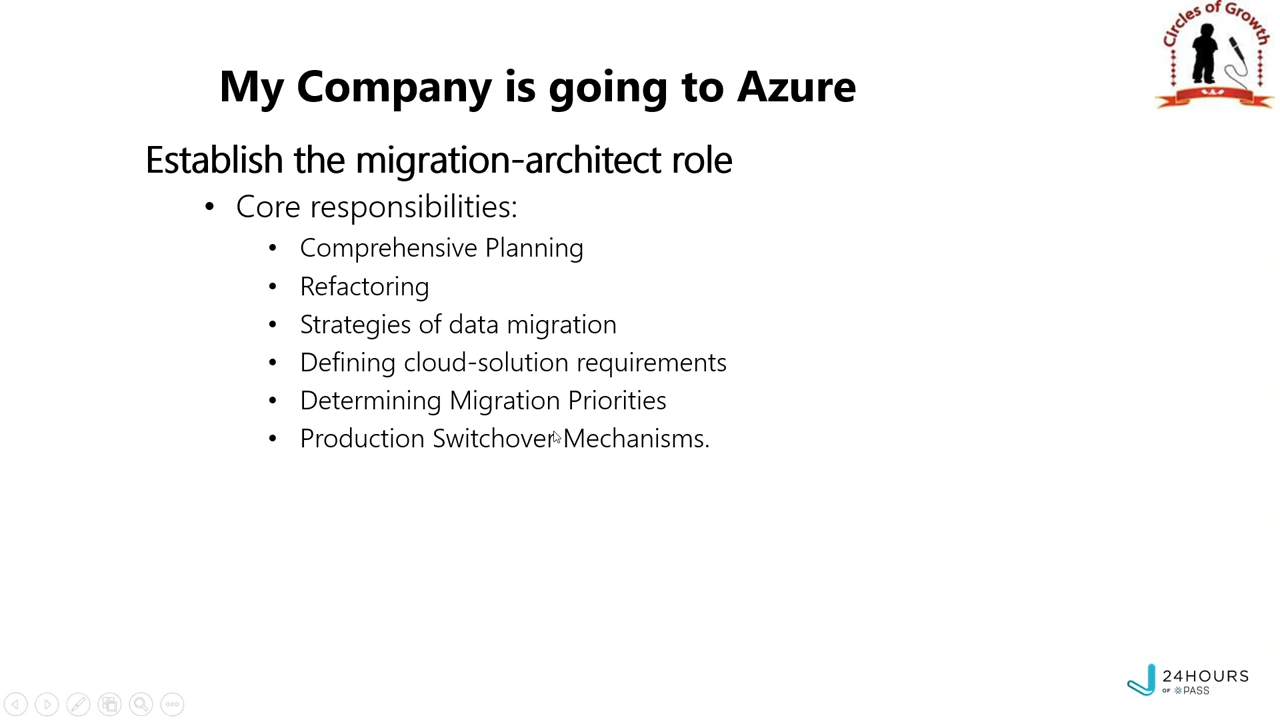 Circles of Growth
My Company is going to Azure
Establish the migration-architect role
• Core responsibilities:
• Comprehensive Planning
• Refactoring
• Strategies of data migration
• Defining cloud-solution requirements
• Determining Migration Priorities
• Production Switchover Mechanisms.
24HOURS
OF PASS